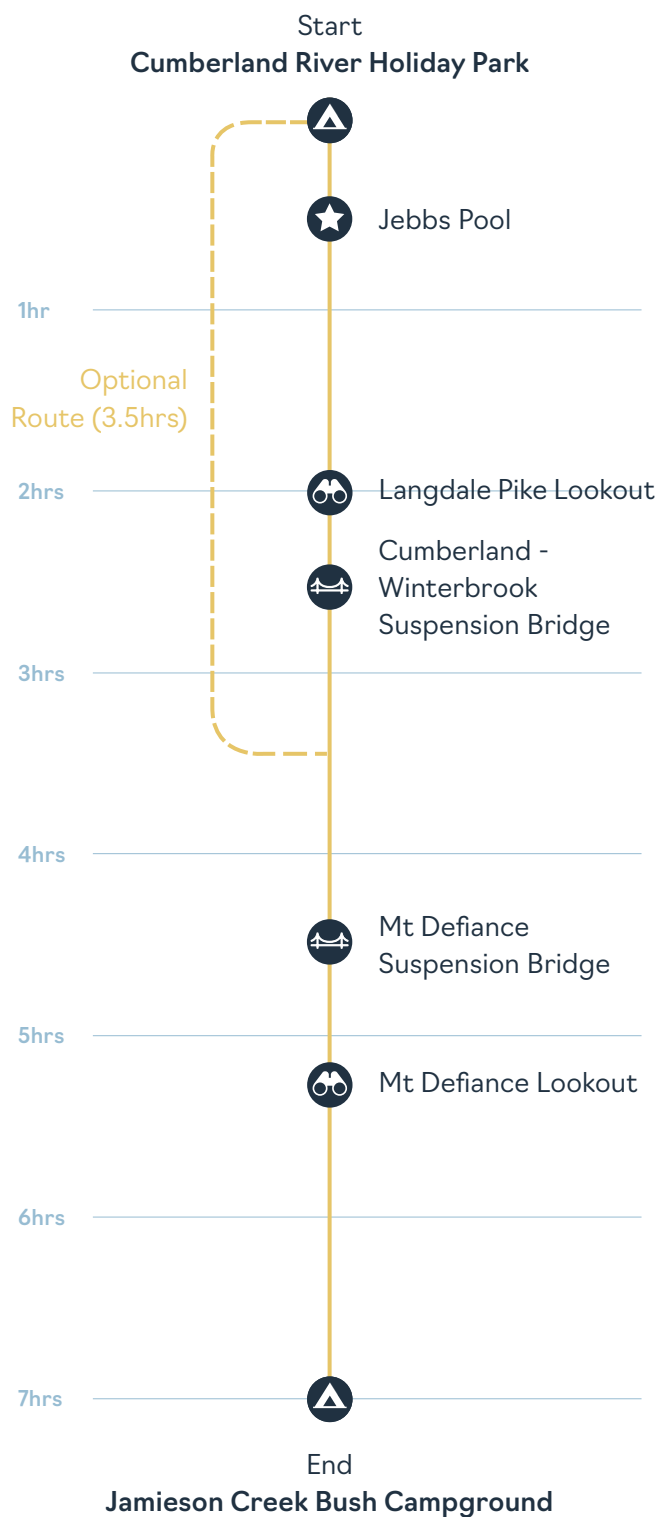 Start
Cumberland River Holiday Park
Jebbs Pool
1hr
Optional
Route (3.5hrs)
2hrs
Langdale Pike Lookout
Cumberland -
Winterbrook
Suspension Bridge
3hrs
4hrs
Mt Defiance
Suspension Bridge
5hrs
Mt Defiance Lookout
6hrs
7hrs
End
Jamieson Creek Bush Campground